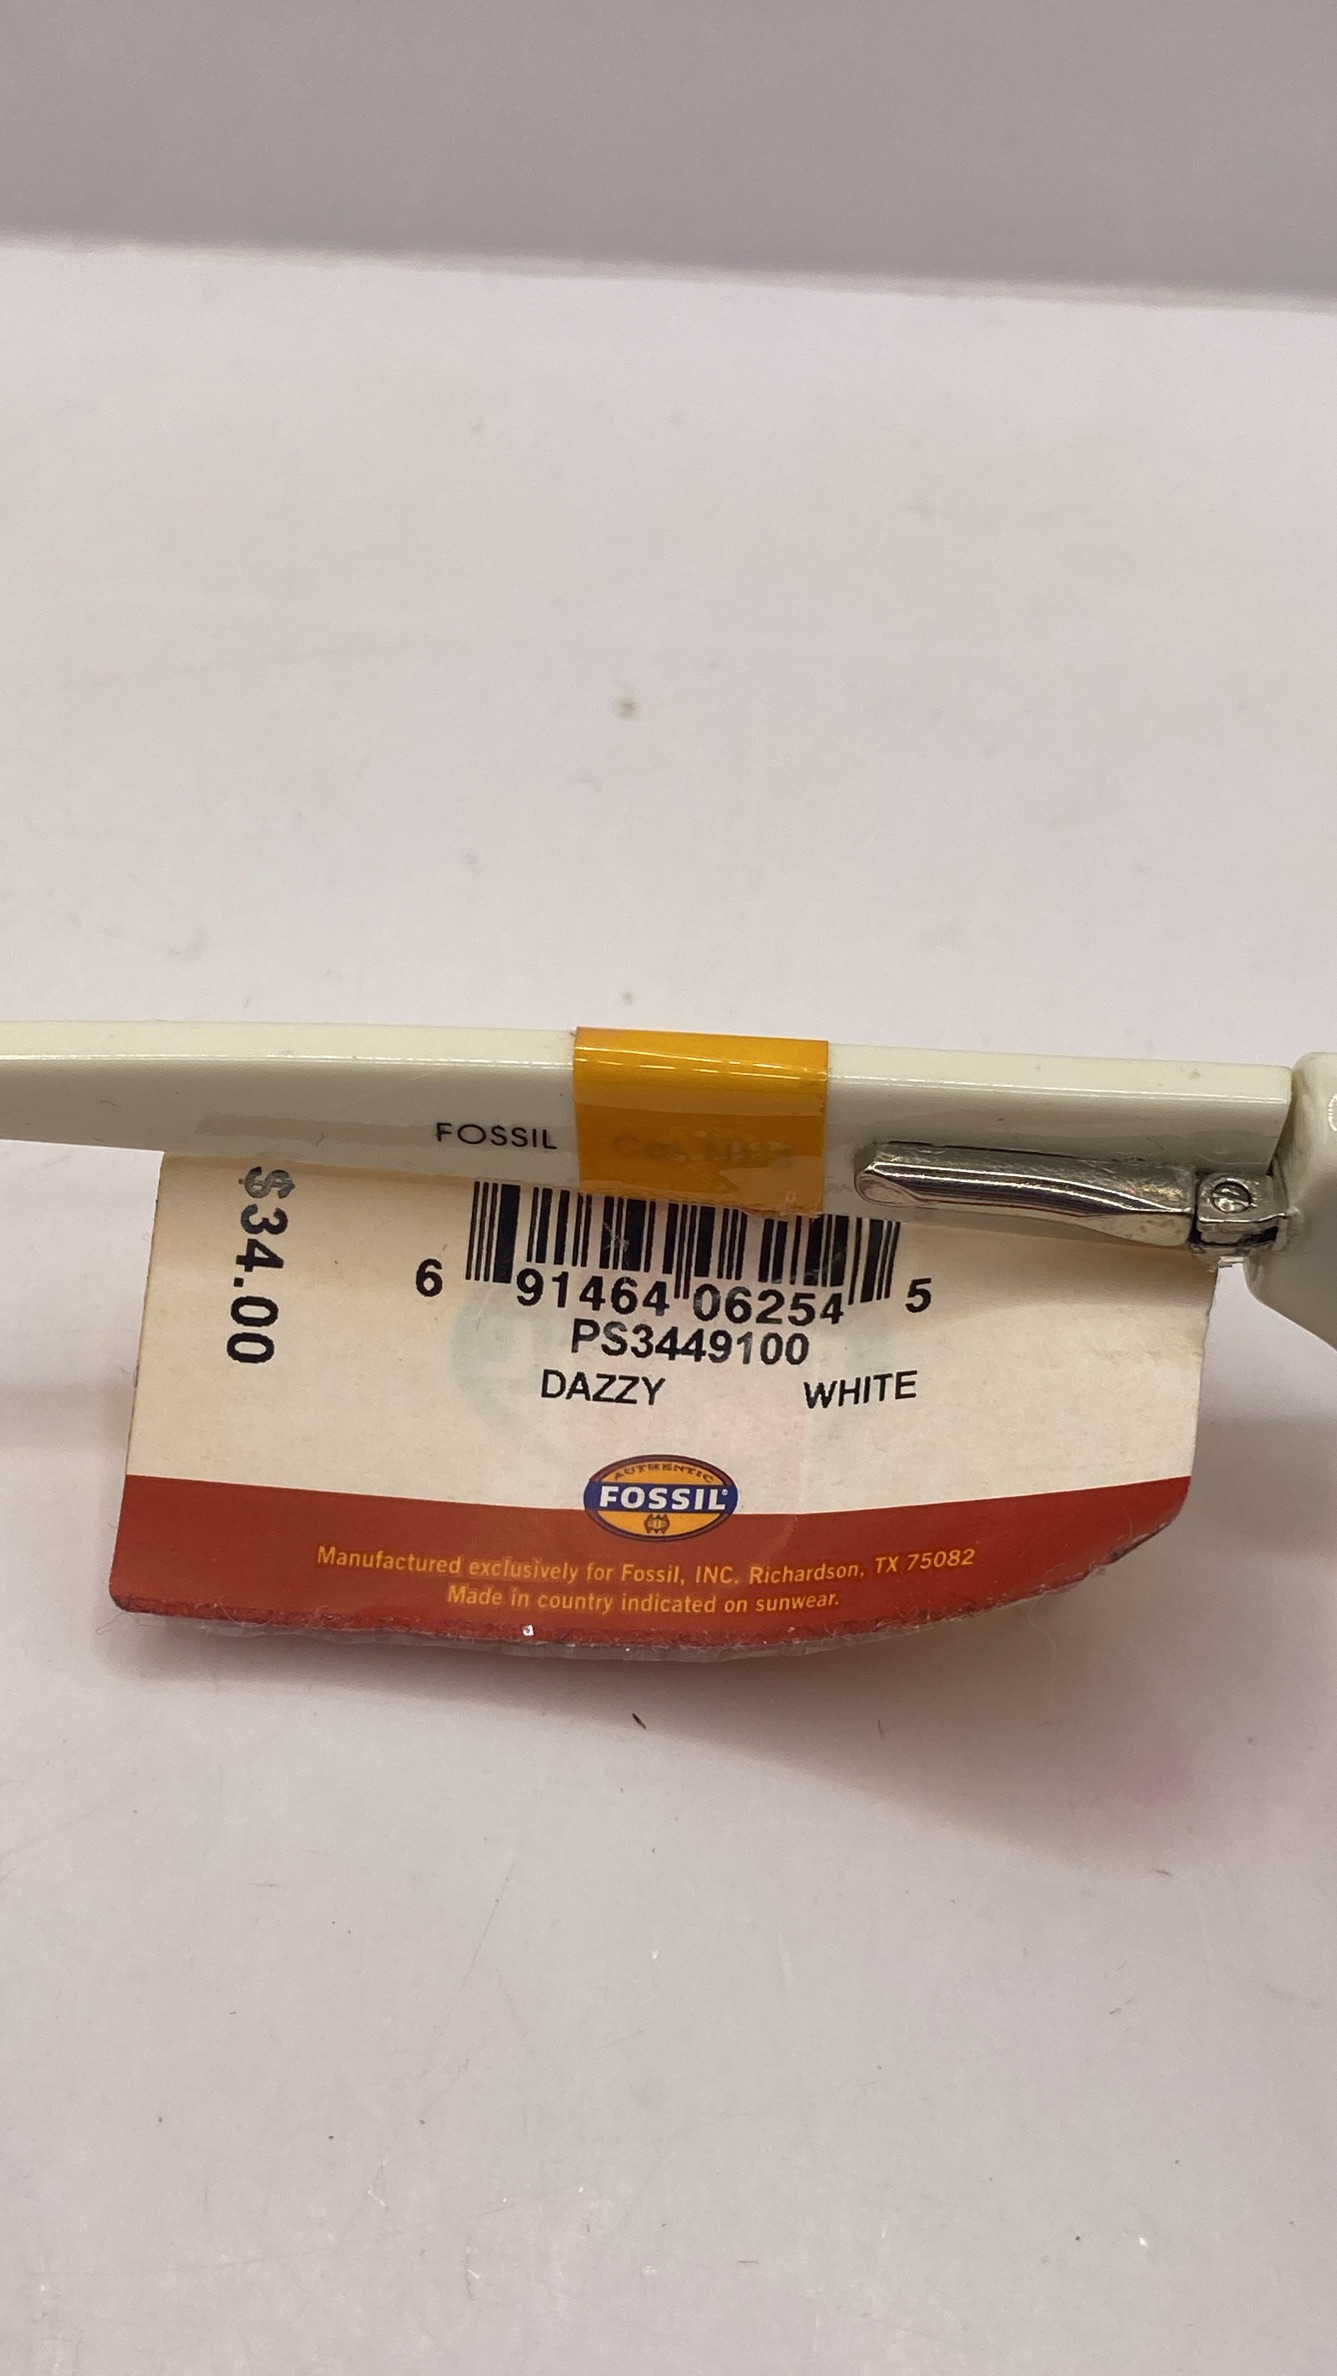 FOSSIL
$34.00
6 91464 06254 5
PS3449100
DAZZY WHITE
AUTHENTIC
FOSSIL
Manufactured exclusively for Fossil, INC. Richardson, TX 75082
Made in country indicated on sunwear.